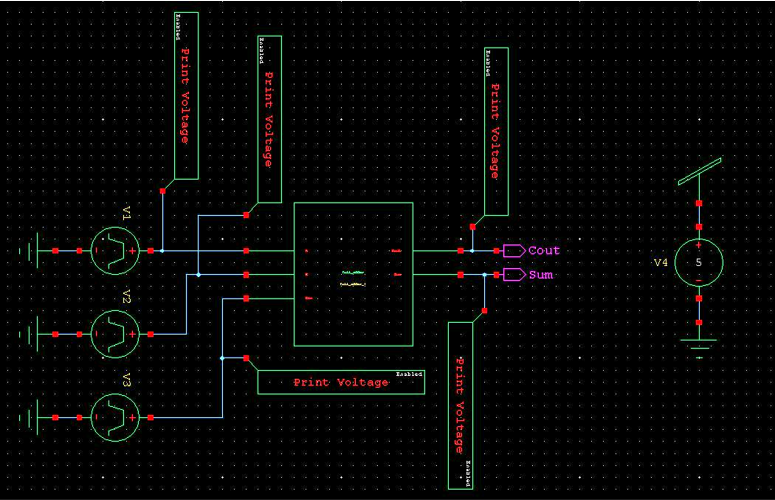 Enabled
Print Voltage
Enabled
Print Voltage
Enabled
Print Voltage
V1
+
Cout
Sum
V4
+
5
V2
+
V3
+
Enabled
Print Voltage
Print Voltage
Enabled